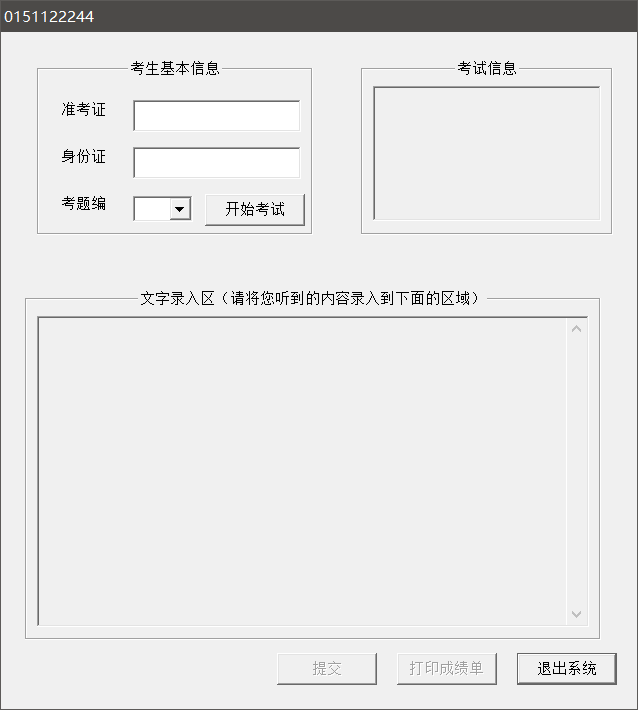 0151122244
考生基本信息
考试信息
准考证
身份证
考题编
开始考试
文字录入区（请将您听到的内容录入到下面的区域）
提交
打印成绩单
退出系统